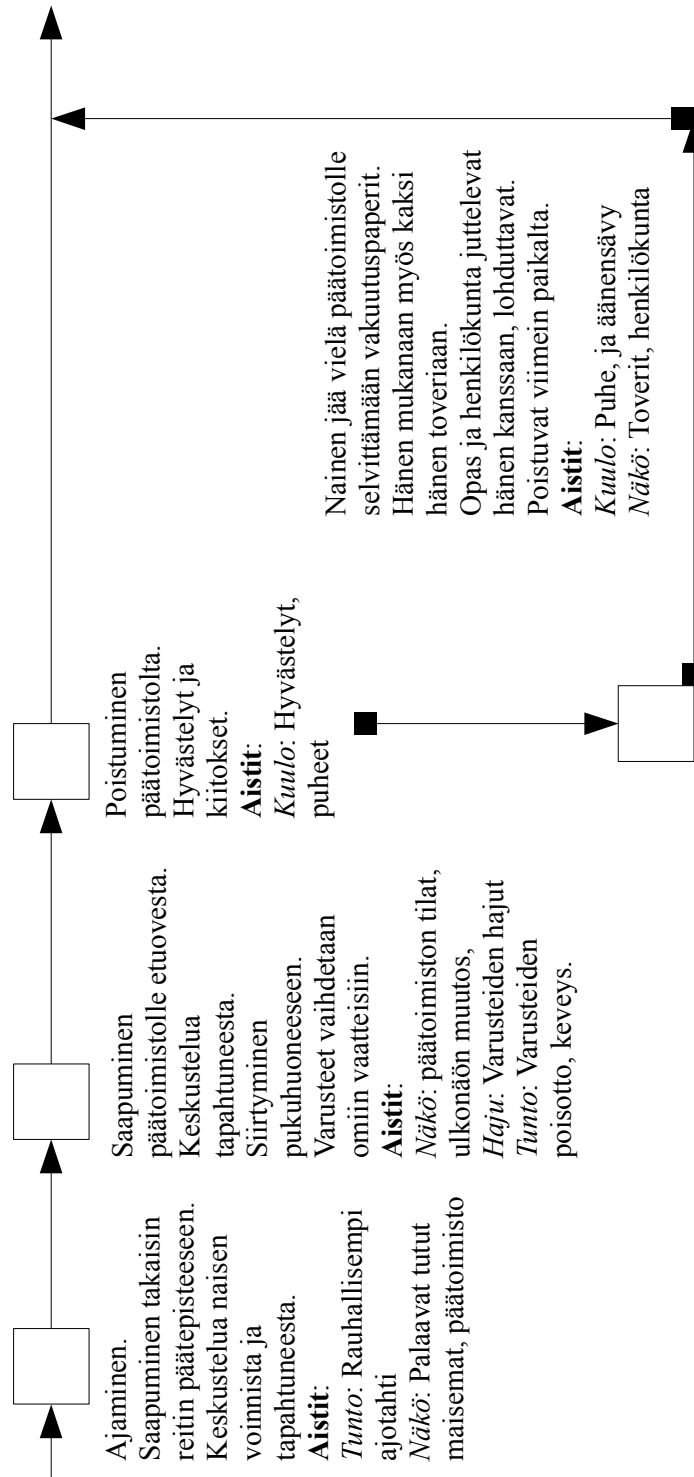 Ajaminen.
Saapuminen takaisin
reitin päätepisteeseen.
Keskustelua naisen
voinnista ja
tapahtuneesta.
Aistit:
Tunto: Rauhallisempi
ajotahti
Näkö: Palaavat tutut
maisemat, päätoimisto
Saapuminen
päätoimistolle etuovesta.
Keskustelua
tapahtuneesta.
Siirtyminen
pukuhuoneeseen.
Varusteet vaihdetaan
omiin vaatteisiin.
Aistit:
Näkö: päätoimiston tilat,
ulkonäön muutos,
Haju: Varusteiden hajut
Tunto: Varusteiden
poisotto, keveys.
Poistuminen
päätoimistolta.
Hyvästelyt ja
kiitokset.
Aistit:
Kuulo: Hyvästelyt,
puheet
Nainen jää vielä päätoimistolle
selvittämään vakuutuspaperit.
Hänen mukanaan myös kaksi
hänen toveriaan.
Opas ja henkilökunta juttelevat
hänen kanssaan, lohduttavat.
Poistuvat viimein paikalta.
Aistit:
Kuulo: Puhe, ja äänensävy
Näkö: Toverit, henkilökunta